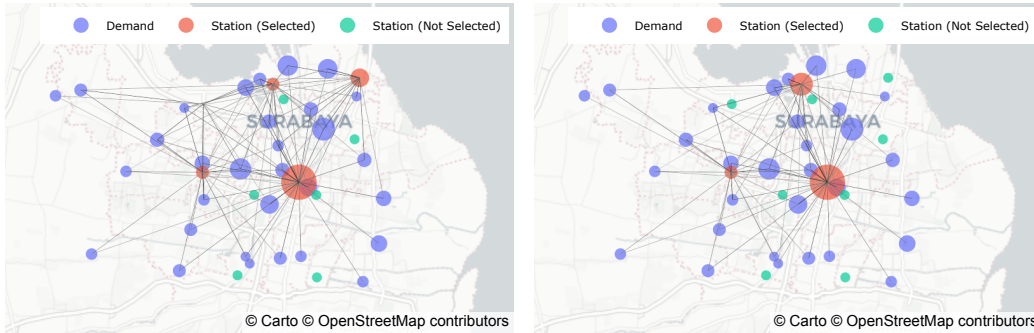 Demand Station (Selected) Station (Not Selected)
SURABAYA
© Carto © OpenStreetMap contributors
Demand Station (Selected) Station (Not Selected)
SURABAYA
© Carto © OpenStreetMap contributors